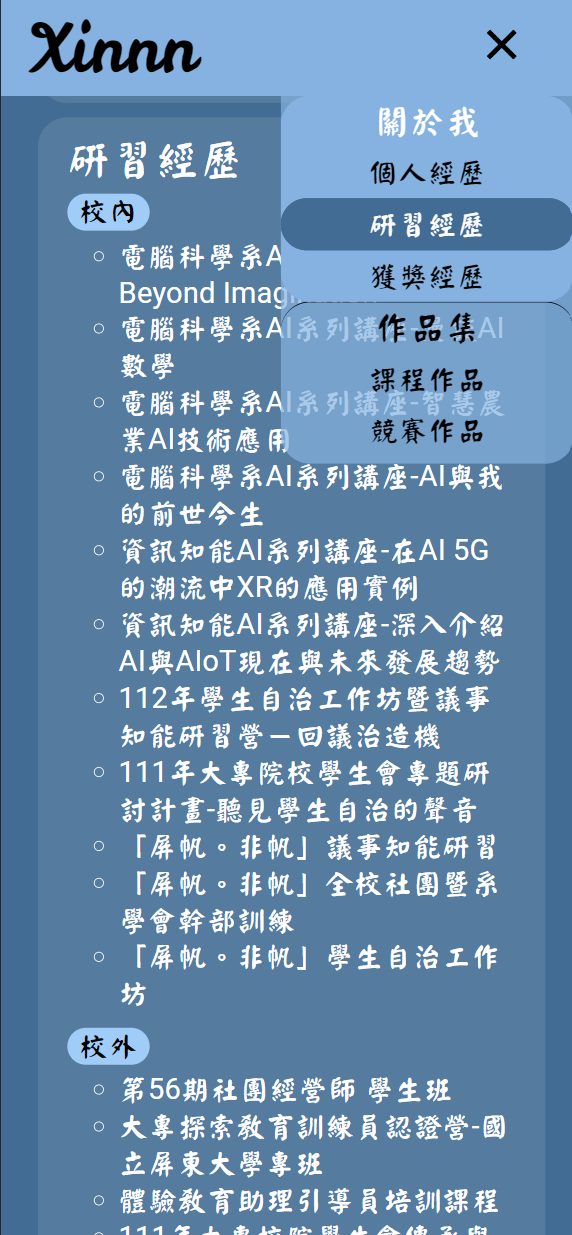 Xinnn
關於我
個人經歷
研習經歷
獲獎經歷
作品集
課程作品
競賽作品
研習經歷
校內
電腦科學系A
Beyond Imag
電腦科學系AI系列講座-
AI
數學
電腦科學系AI系列講座-智慧農
業AI技術應用
電腦科學系AI系列講座-AI與我
的前世今生
資訊知能AI系列講座-在AI 5G
的潮流中XR的應用實例
資訊知能AI系列講座-深入介紹
AI與AIoT現在與未來發展趨勢
112年學生自治工作坊暨議事
知能研習營－回議治造機
111年大專院校學生會專題研
討計畫-聽見學生自治的聲音
「屏帆。非帆」議事知能研習
「屏帆。非帆」全校社團暨系
學會幹部訓練
「屏帆。非帆」學生自治工作
坊
校外
第56期社團經營師 學生班
大專探索教育訓練員認證營-國
立屏東大學專班
體驗教育助理引導員培訓課程